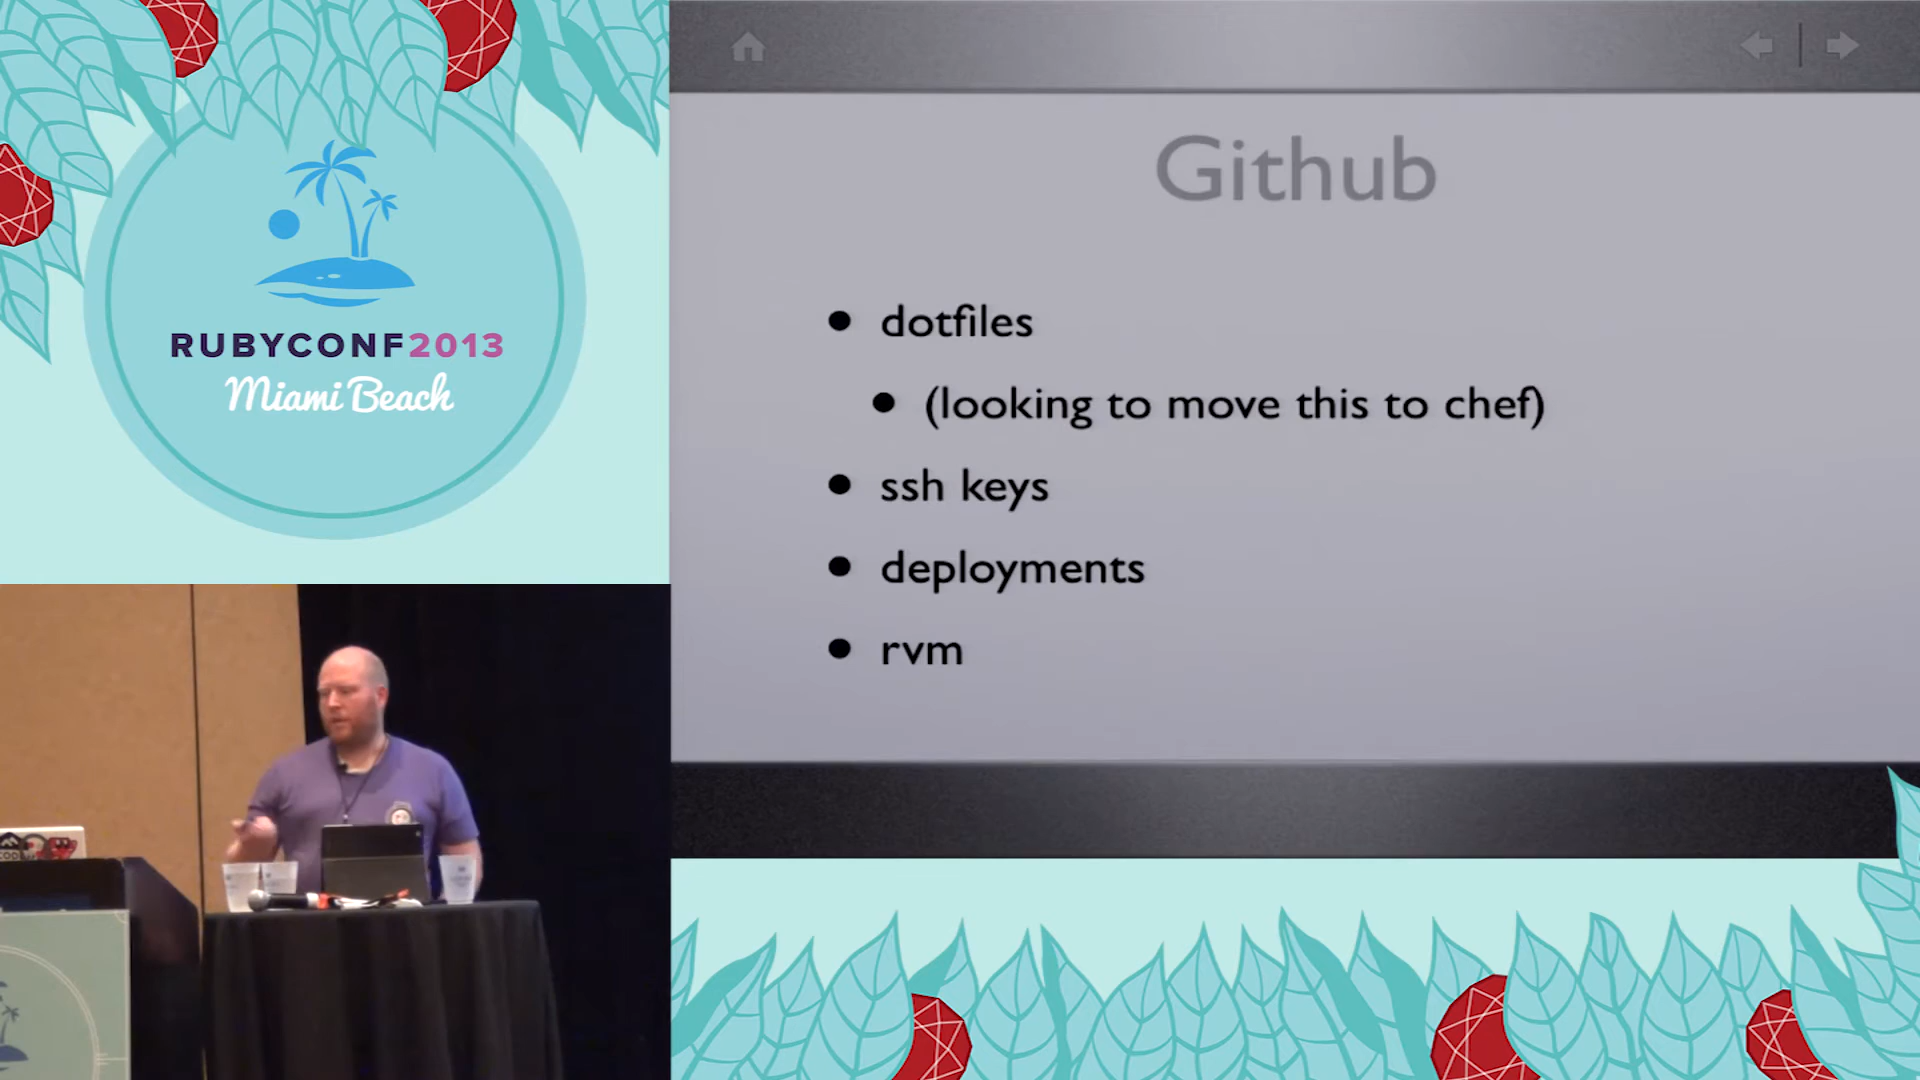 RUBYCONF2013
Miami Beach
Github
dotfiles
(looking to move this to chef)
ssh keys
deployments
rvm